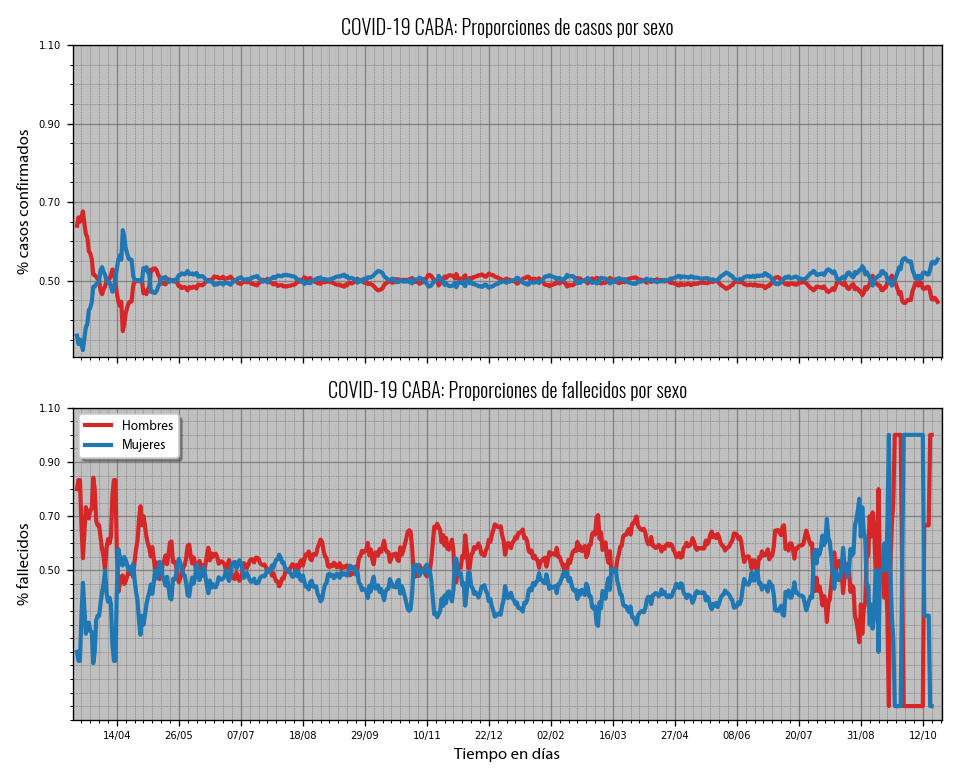 COVID-19 CABA: Proporciones de casos por sexo
1.10
0.90
0.70
0.50
% casos confirmados
COVID-19 CABA: Proporciones de fallecidos por sexo
1.10
0.90
0.70
0.50
% fallecidos
Hombres
Mujeres
14/04 26/05 07/07 18/08 29/09 10/11 22/12 02/02 16/03 27/04 08/06 20/07 31/08 12/10
Tiempo en días